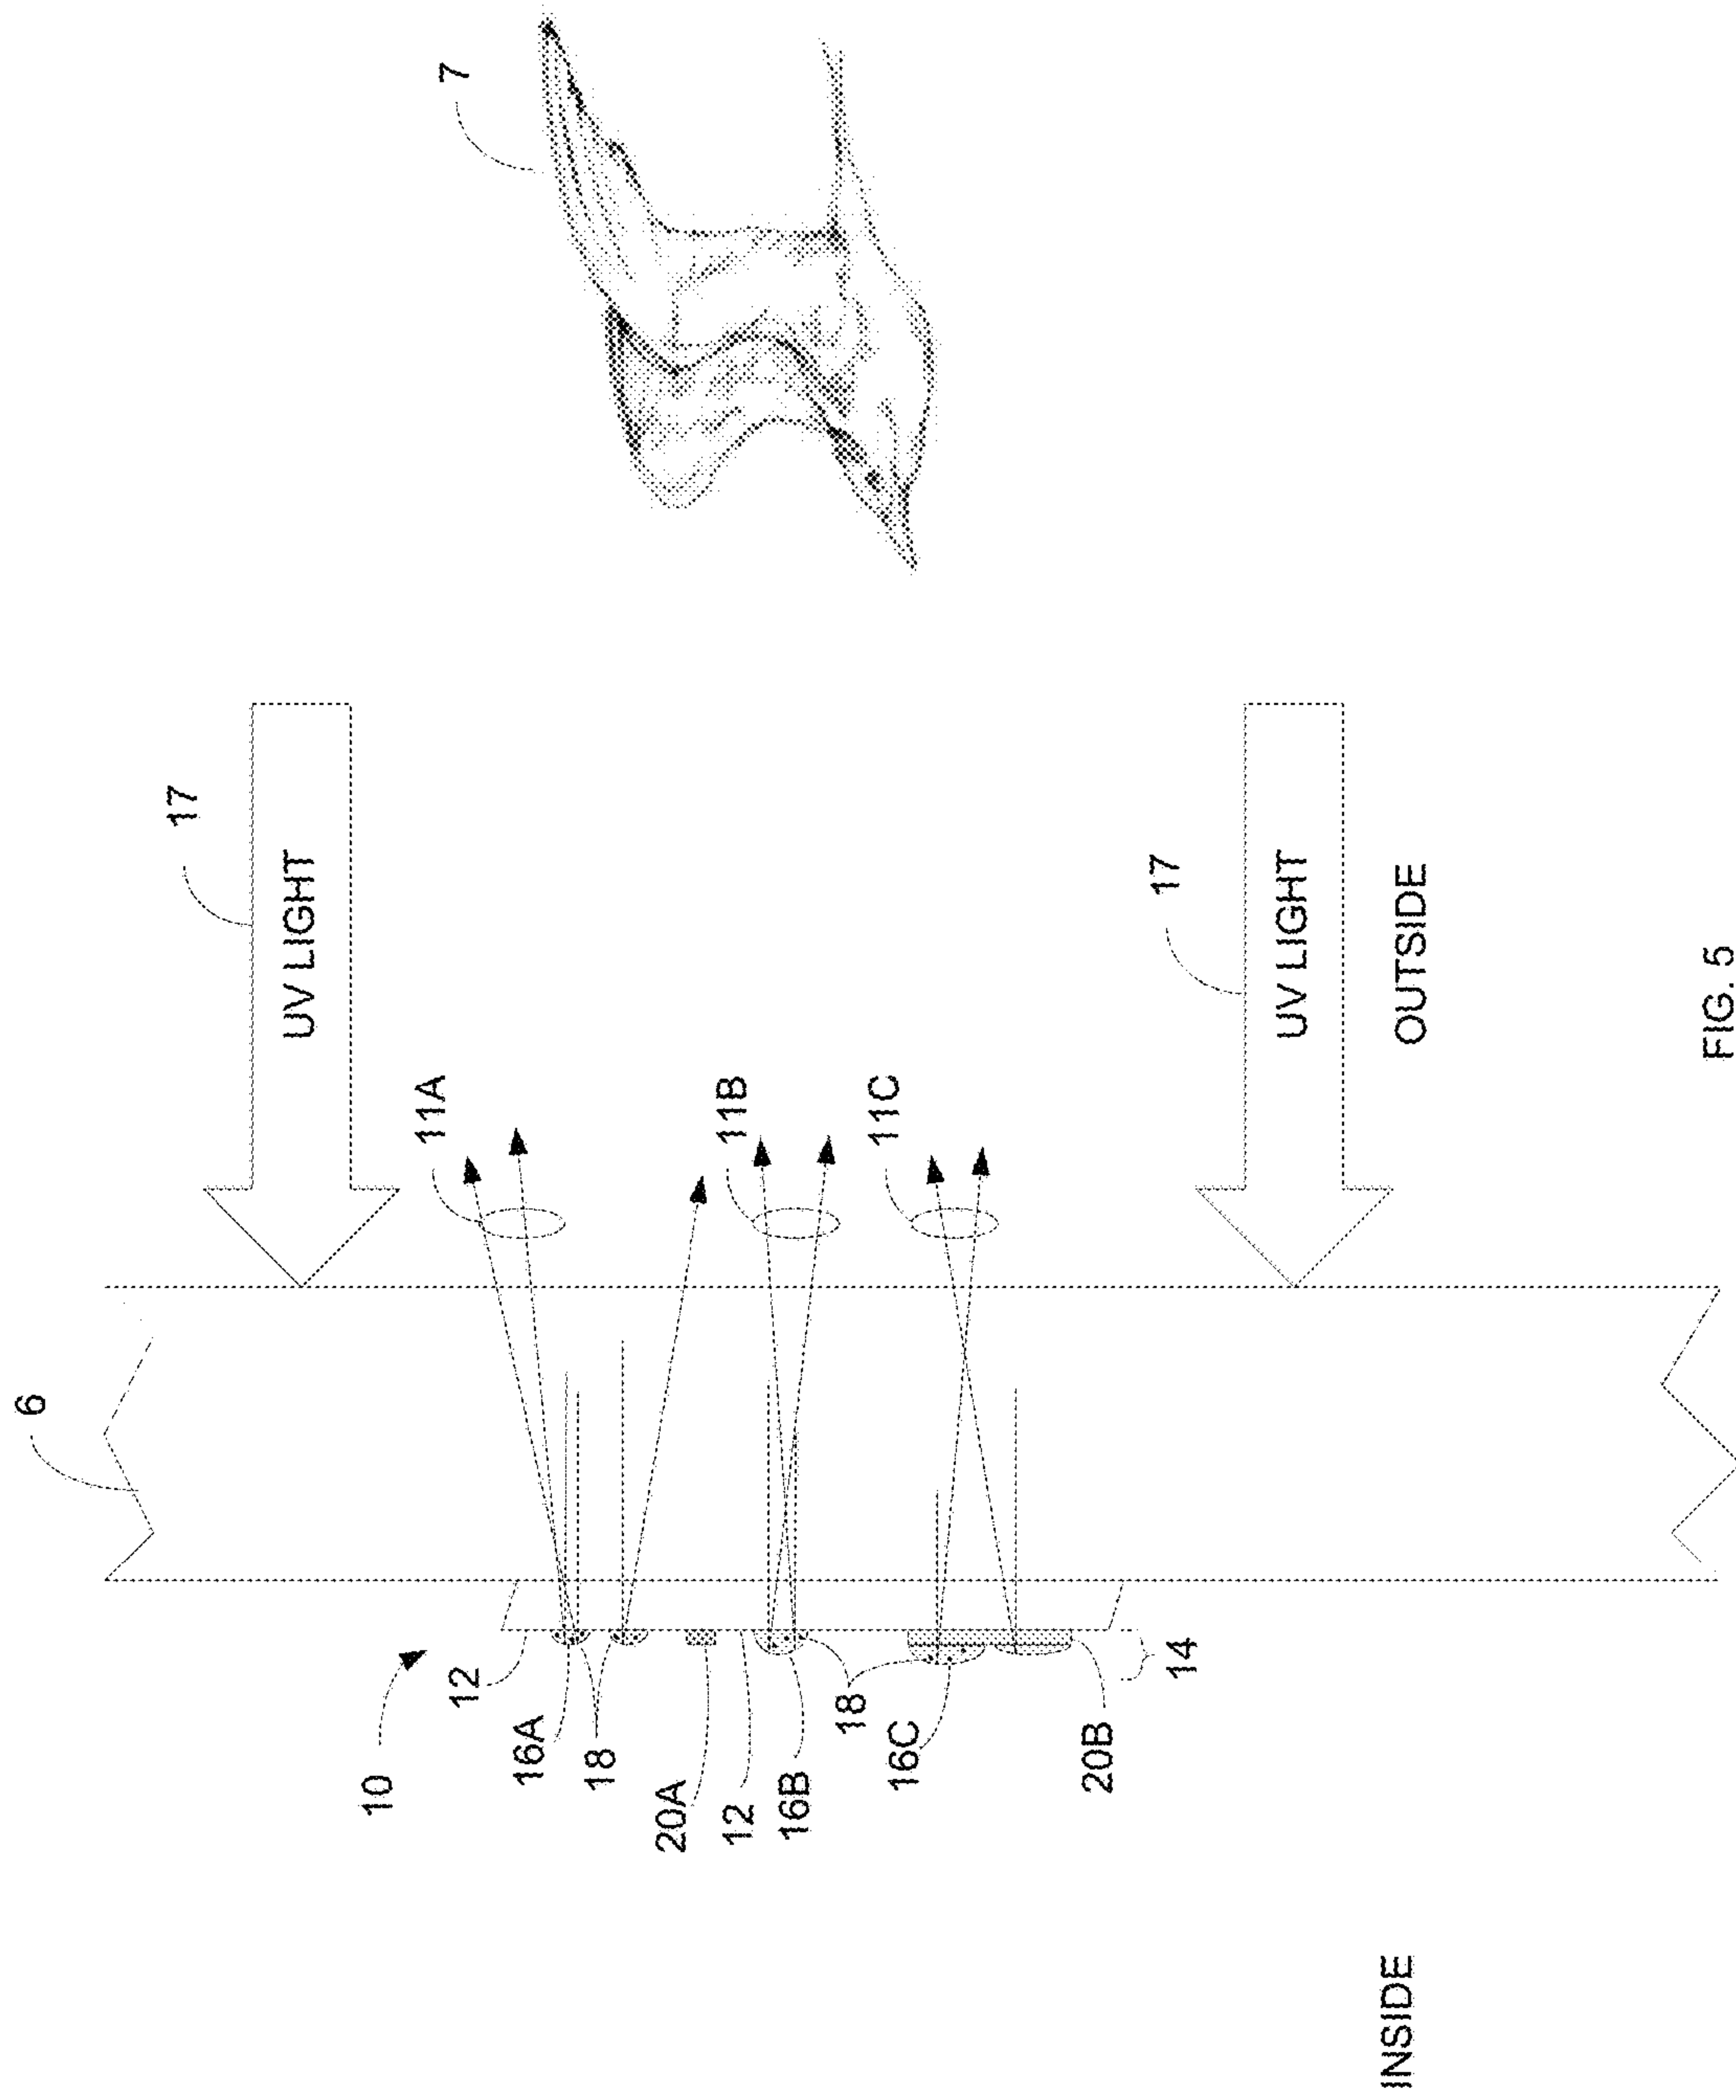 6
7
17
UV LIGHT
11A
11B
11C
17
UV LIGHT
OUTSIDE
10
12
16A
18
20A
12
16B
18
16C
20B
14
INSIDE
FIG. 5